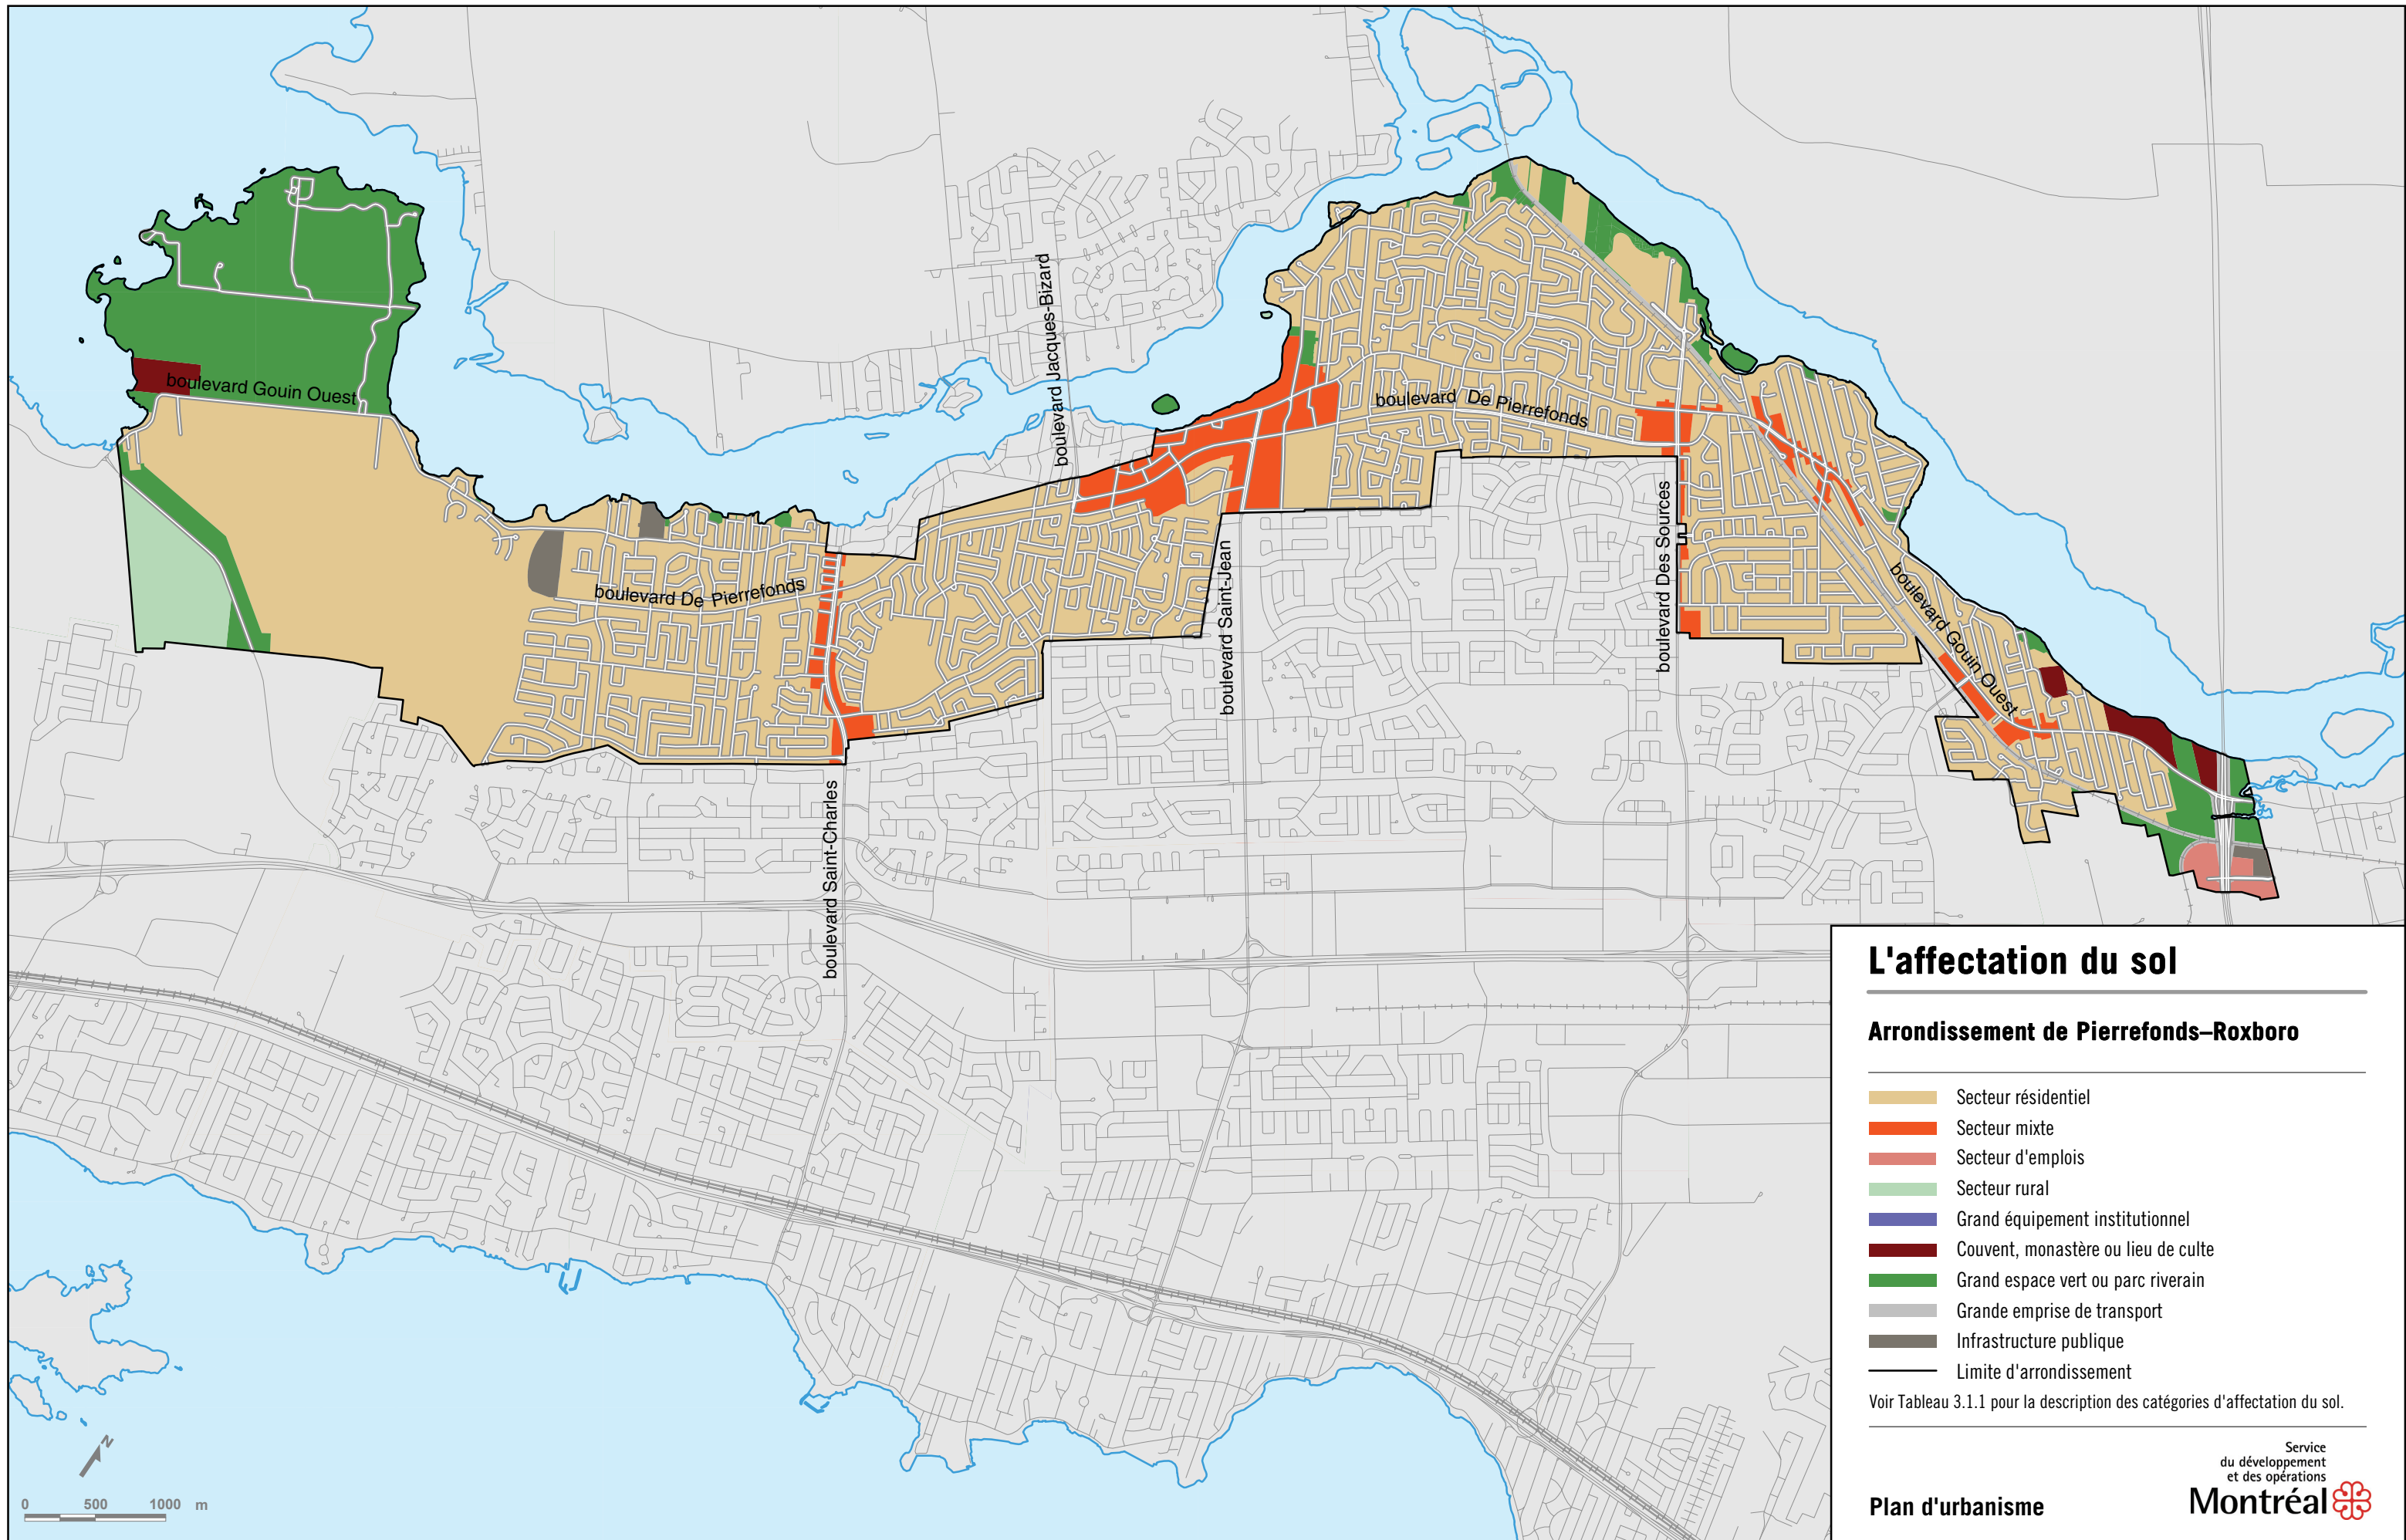 boulevard Jacques-Bizard
boulevard Gouin Ouest
boulevard De Pierrefonds
boulevard Des Sources
boulevard De Pierrefonds
boulevard Saint-Jean
boulevard Gouin Ouest
boulevard Saint-Charles
L'affectation du sol
Arrondissement de Pierrefonds–Roxboro
Secteur résidentiel
Secteur mixte
Secteur d'emplois
Secteur rural
Grand équipement institutionnel
Couvent, monastère ou lieu de culte
Grand espace vert ou parc riverain
Grande emprise de transport
Infrastructure publique
Limite d'arrondissement
Voir Tableau 3.1.1 pour la description des catégories d'affectation du sol.
N
0 500 1000 m
Plan d'urbanisme
Service
du développement
et des opérations
Montréal